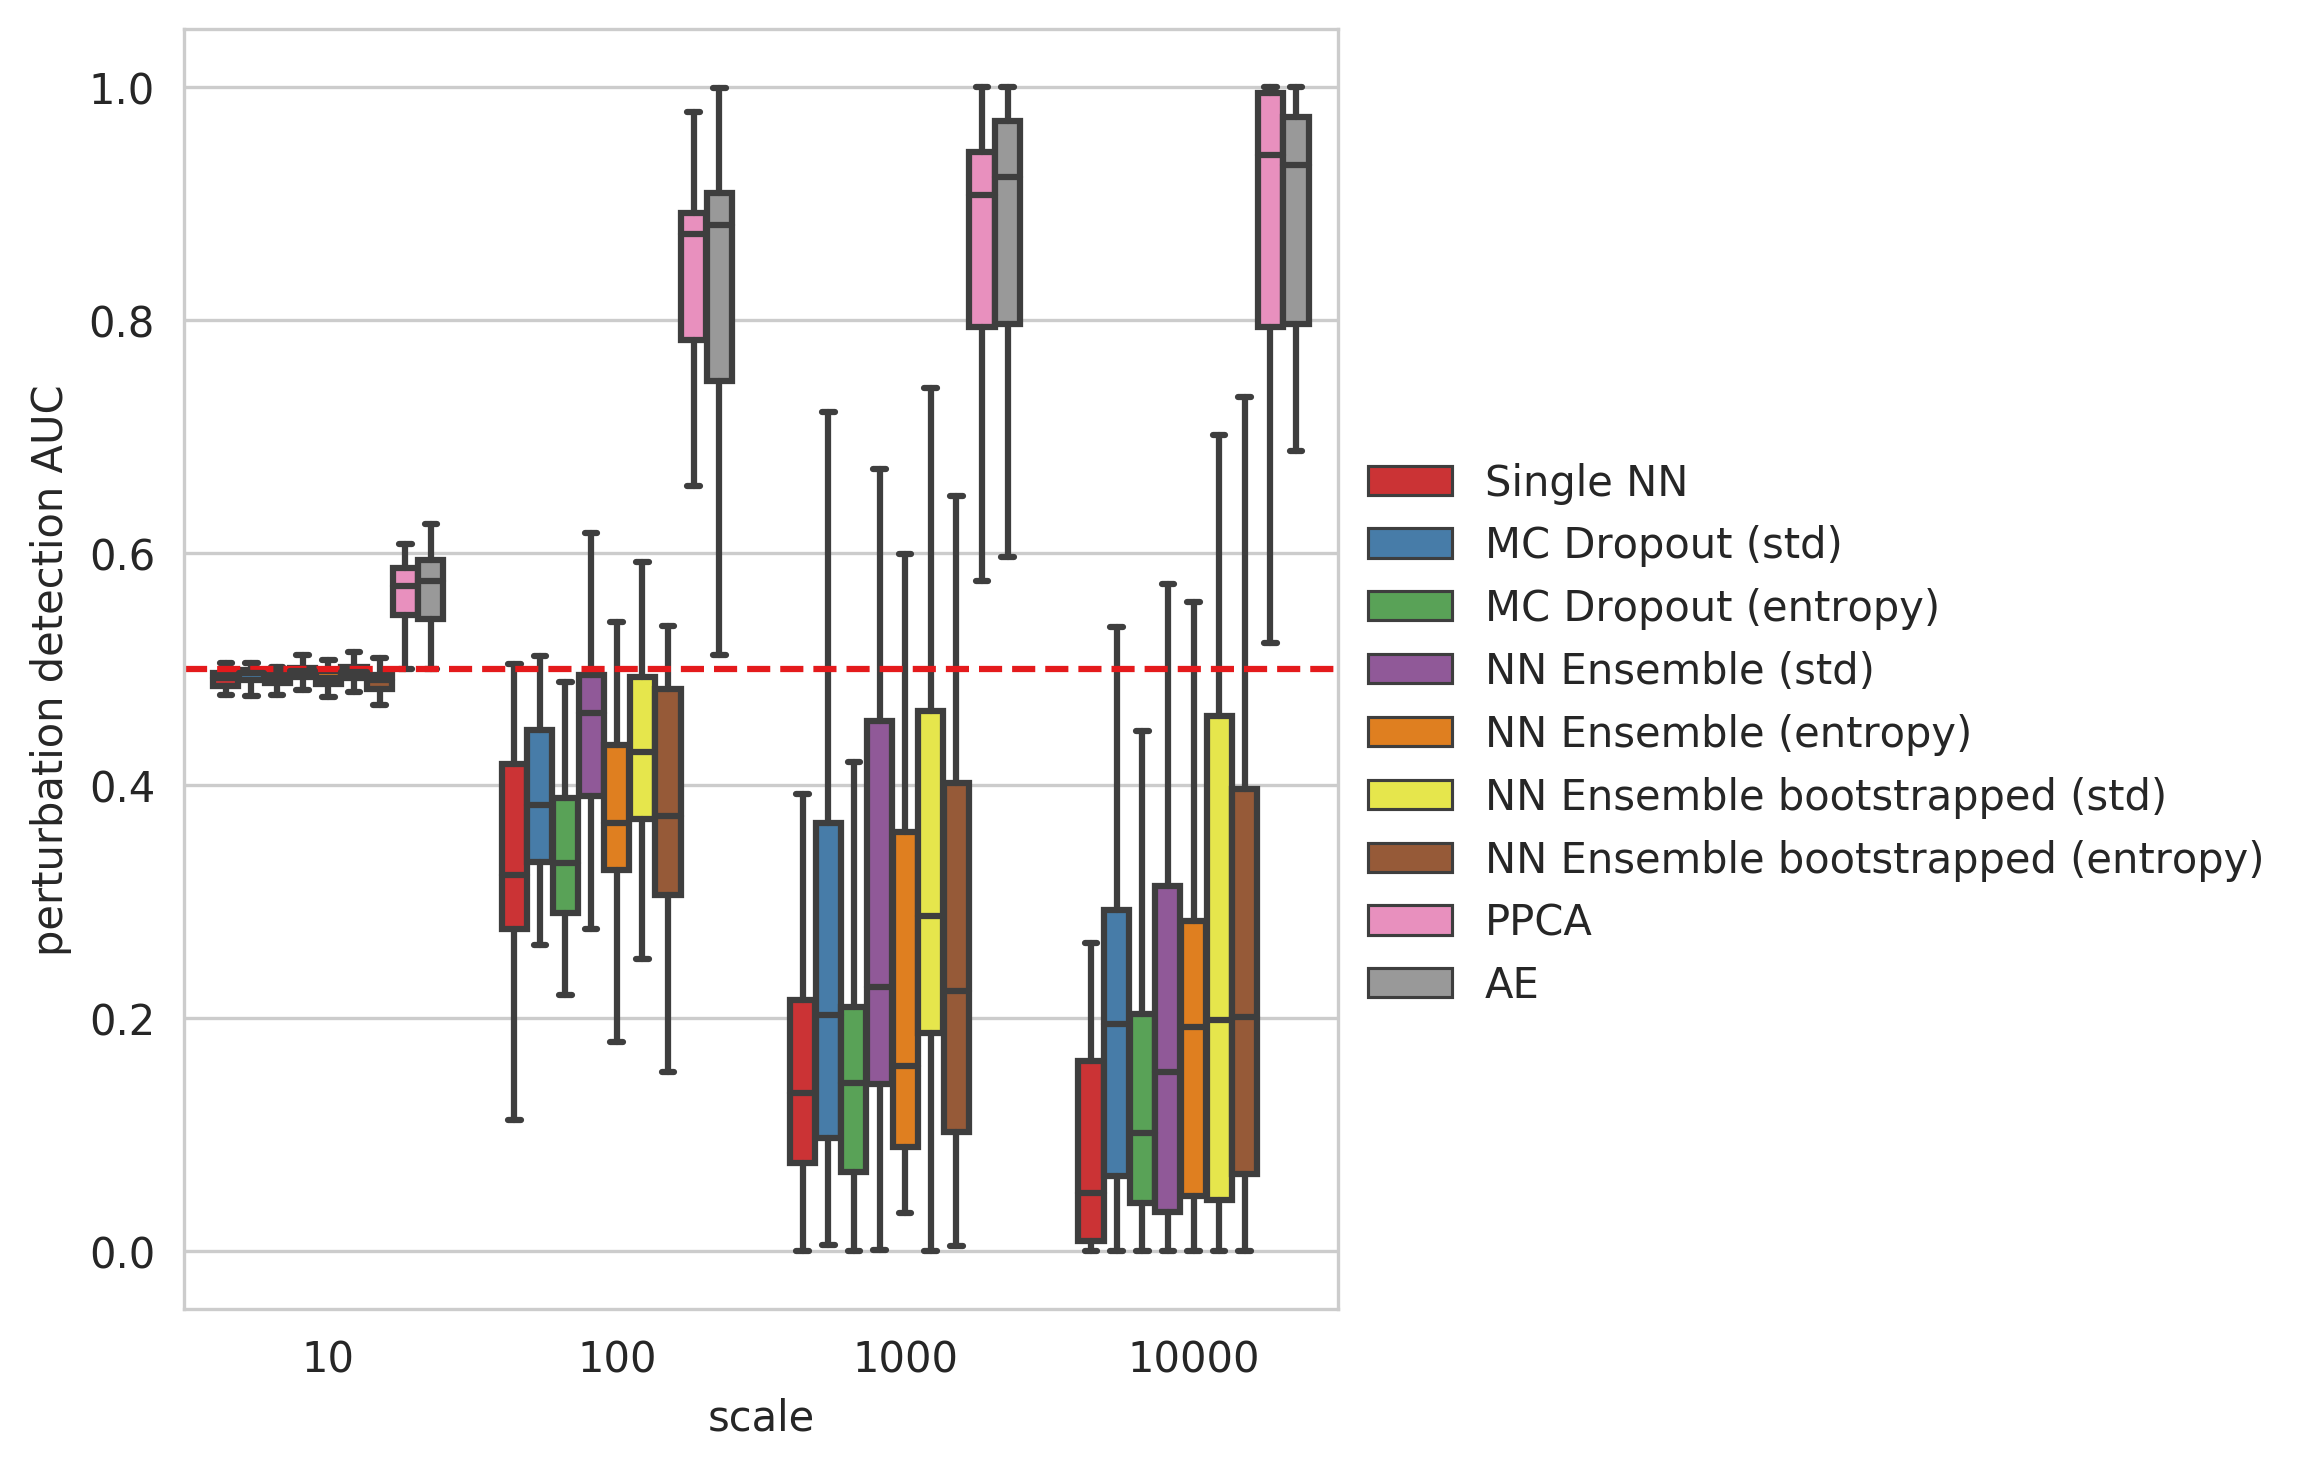 perturbation detection AUC
1.0
0.8
0.6
0.4
0.2
0.0
10 100 1000 10000
scale
Single NN
MC Dropout (std)
MC Dropout (entropy)
NN Ensemble (std)
NN Ensemble (entropy)
NN Ensemble bootstrapped (std)
NN Ensemble bootstrapped (entropy)
PPCA
AE